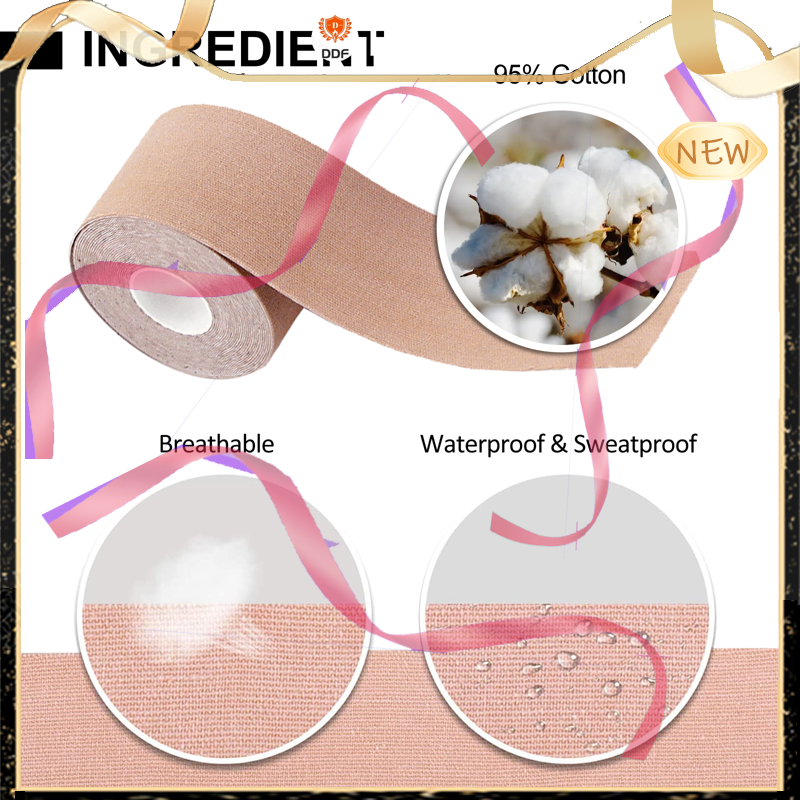 INGREDIENT
DDF
95% Cotton
NEW
Breathable
Waterproof & Sweatproof